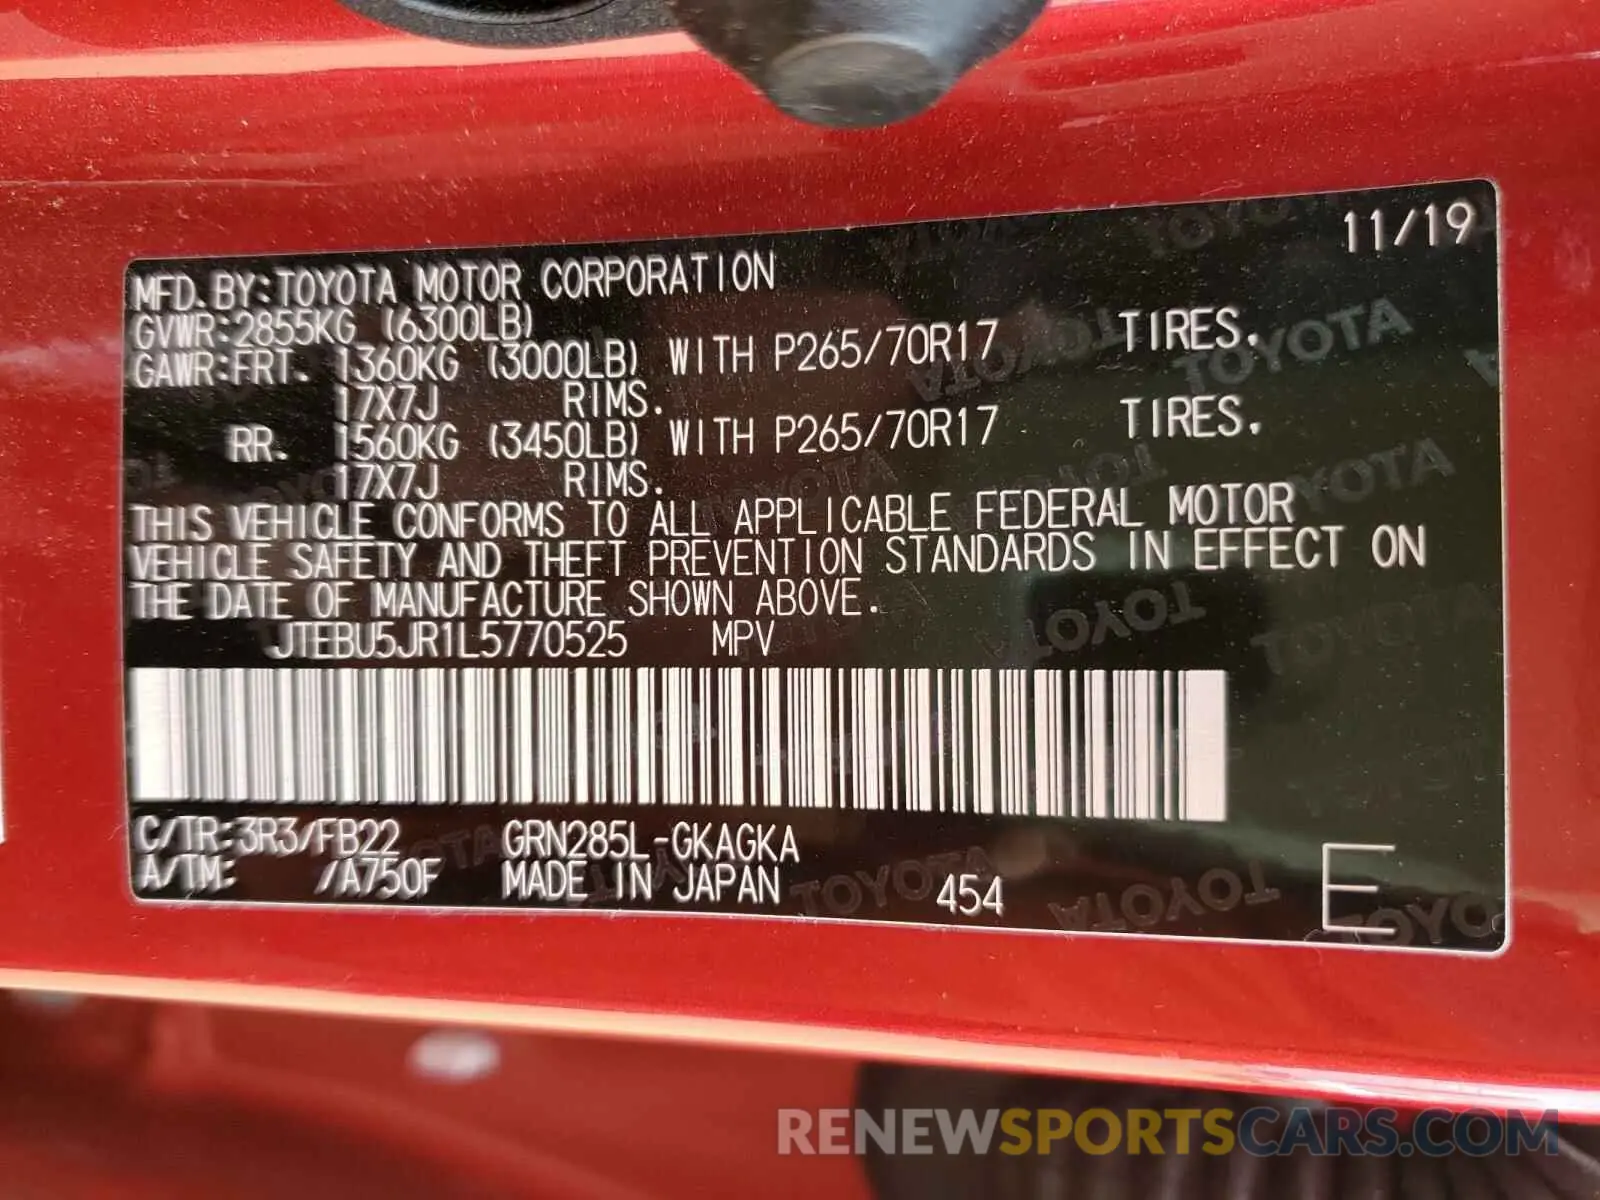 11/19
MFD. BY:TOYOTA MOTOR CORPORATION
GVWR:2855KG (6300LB)
GAWR:FRT. 1360KG (3000LB) WITH P265/70R17 TIRES.
17X7J RIMS.
RR. 1560KG (3450LB) WITH P265/70R17 TIRES.
17X7J RIMS.
THIS VEHICLE CONFORMS TO ALL APPLICABLE FEDERAL MOTOR
VEHICLE SAFETY AND THEFT PREVENTION STANDARDS IN EFFECT ON
THE DATE OF MANUFACTURE SHOWN ABOVE.
JTEBU5JR1L5770525 MPV
C/TR:3R3/FB22 GRN285L-GKAGKA
A/TM: /A750F MADE IN JAPAN 454 E
RENEWSPORTSCARS.COM